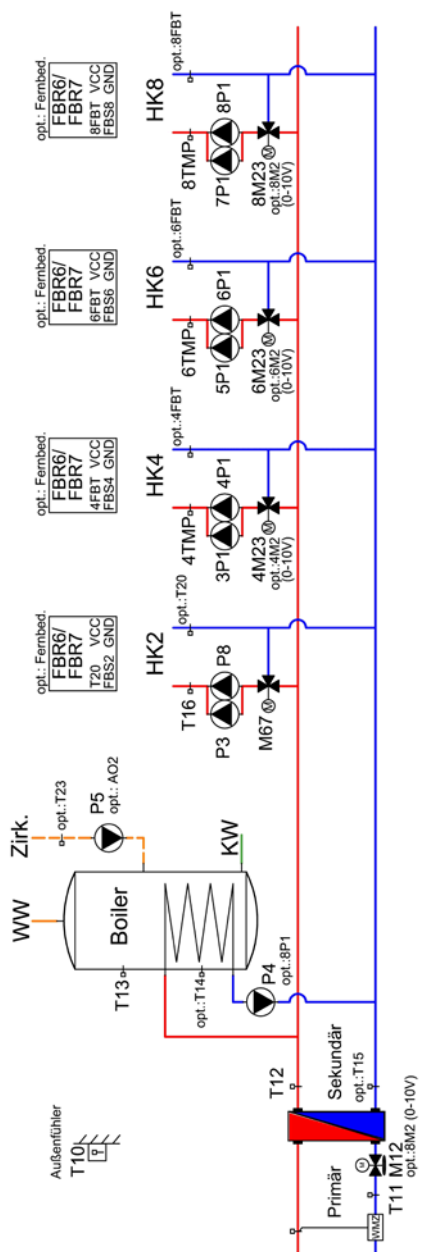 Außenfühler
T10
WW
Zirk.
opt.:T23
P5
opt.: AO2
Boiler
T13
opt.:T14
KW
P4
opt.:8P1
opt.: Fernbed.
FBR6/
FBR7
T20 VCC
FBS2 GND
HK2
opt.:T20
T16
P3 P8
M67
M
opt.: Fernbed.
FBR6/
FBR7
4FBT VCC
FBS4 GND
HK4
opt.:4FBT
4TMP
3P1 4P1
M
4M23
opt.:4M2
(0-10V)
opt.: Fernbed.
FBR6/
FBR7
6FBT VCC
FBS6 GND
HK6
opt.:6FBT
6TMP
5P1 6P1
M
6M23
opt.:6M2
(0-10V)
opt.: Fernbed.
FBR6/
FBR7
8FBT VCC
FBS8 GND
HK8
opt.:8FBT
8TMP
7P1 8P1
M
8M23
opt.:8M2
(0-10V)
T12
Primär
Sekundär
opt.:T15
M
WMZ
T11 M12
opt.:8M2 (0-10V)